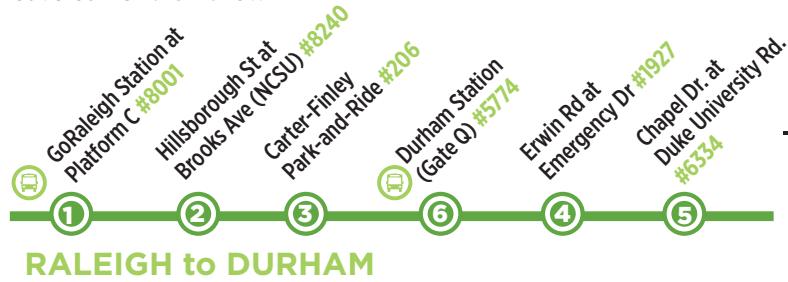 GoRaleigh Station at
Platform C #8001
Hillsborough St at
Brooks Ave (NCSU) #8240
Carter-Finley
Park-and-Ride #206
Durham Station
(Gate Q) #5774
Erwin Rd at
Emergency Dr #1927
Chapel Dr. at
Duke University Rd.
#6334
1
2
3
6
4
5
RALEIGH to DURHAM